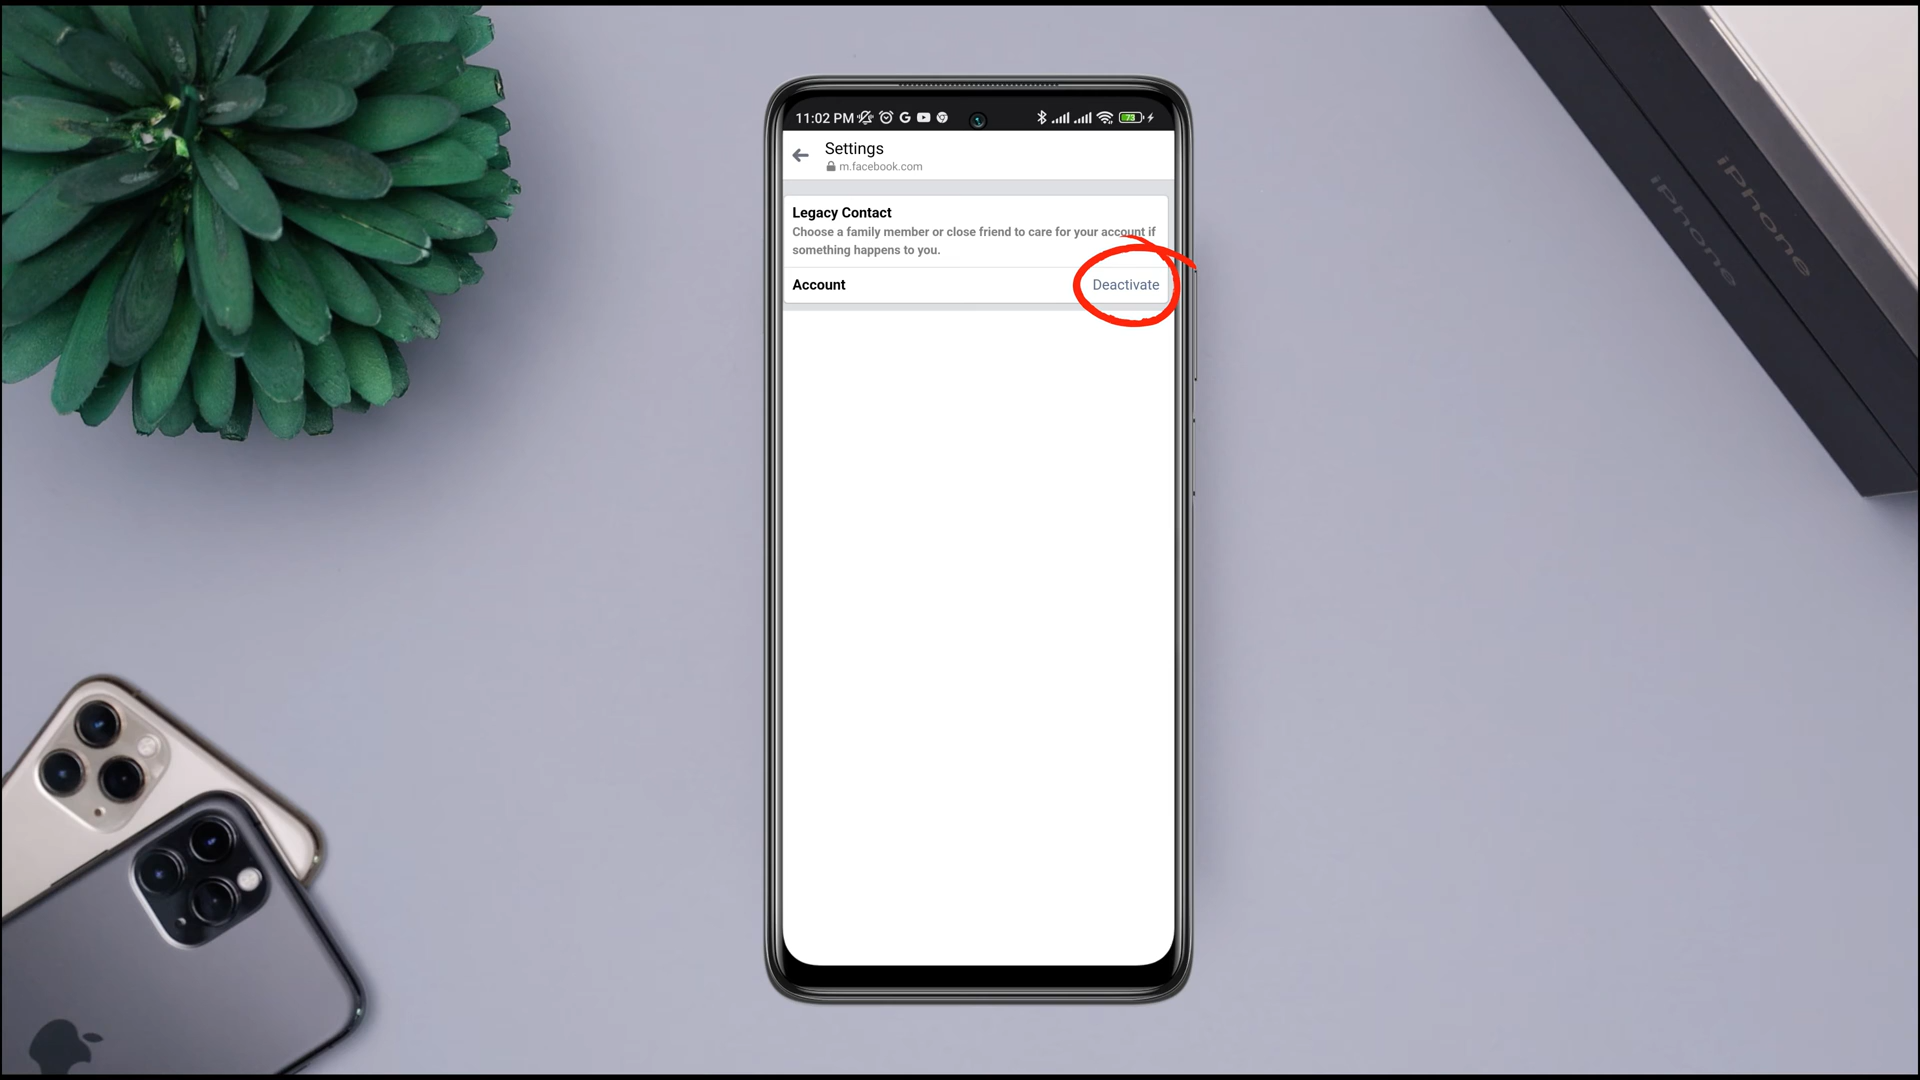 11:02 PM
73
Settings
m.facebook.com
Legacy Contact
Choose a family member or close friend to care for your account if
something happens to you.
Account
Deactivate
iPhone
iPhone